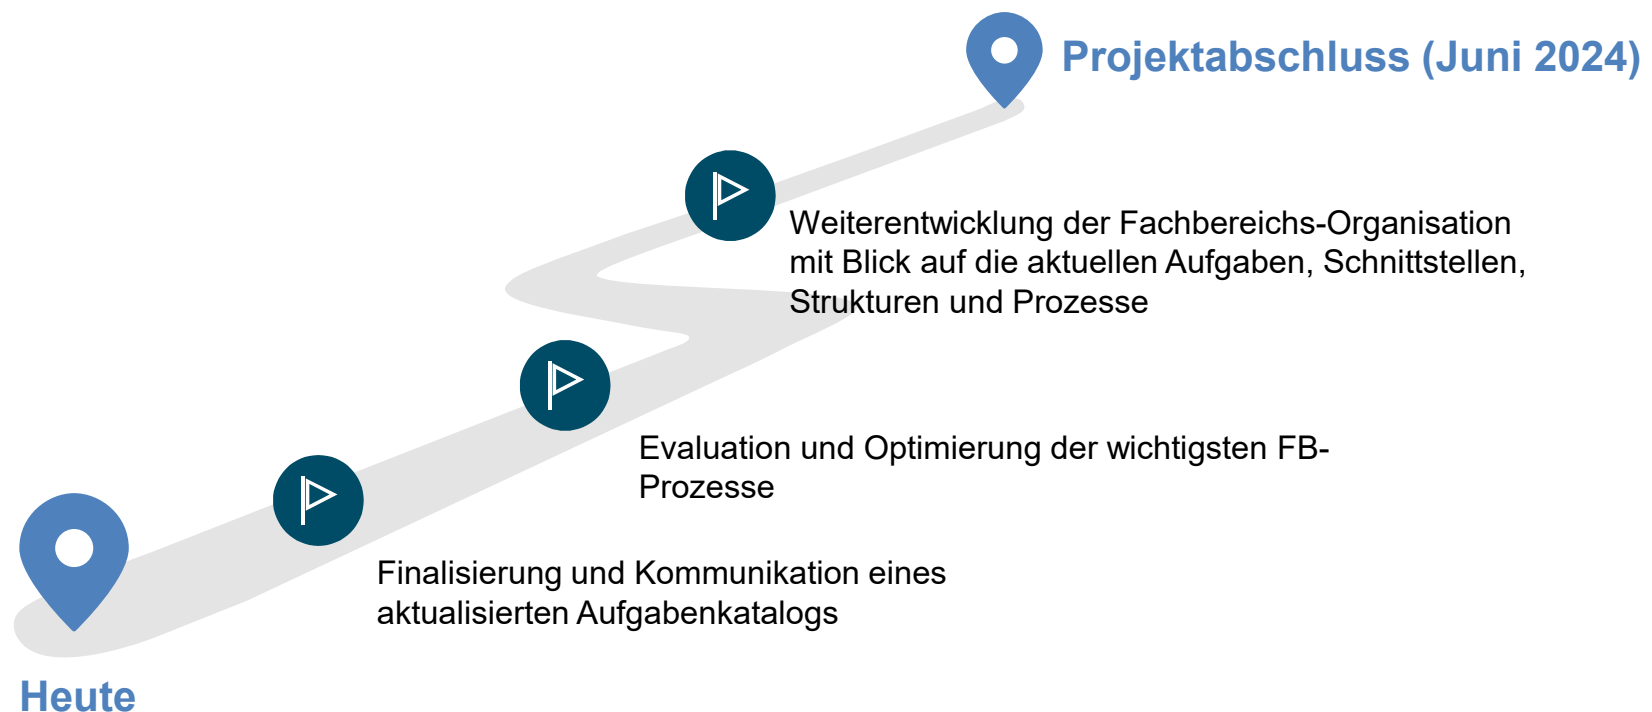 Projektabschluss (Juni 2024)
Weiterentwicklung der Fachbereichs-Organisation
mit Blick auf die aktuellen Aufgaben, Schnittstellen,
Strukturen und Prozesse
Evaluation und Optimierung der wichtigsten FB-
Prozesse
Finalisierung und Kommunikation eines
aktualisierten Aufgabenkatalogs
Heute